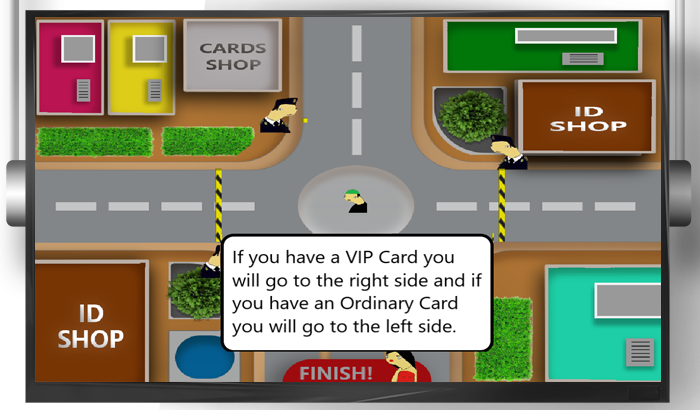 CARDS
SHOP
ID
SHOP
If you have a VIP Card you
will go to the right side and if
you have an Ordinary Card
you will go to the left side.
ID
SHOP
FINISH!